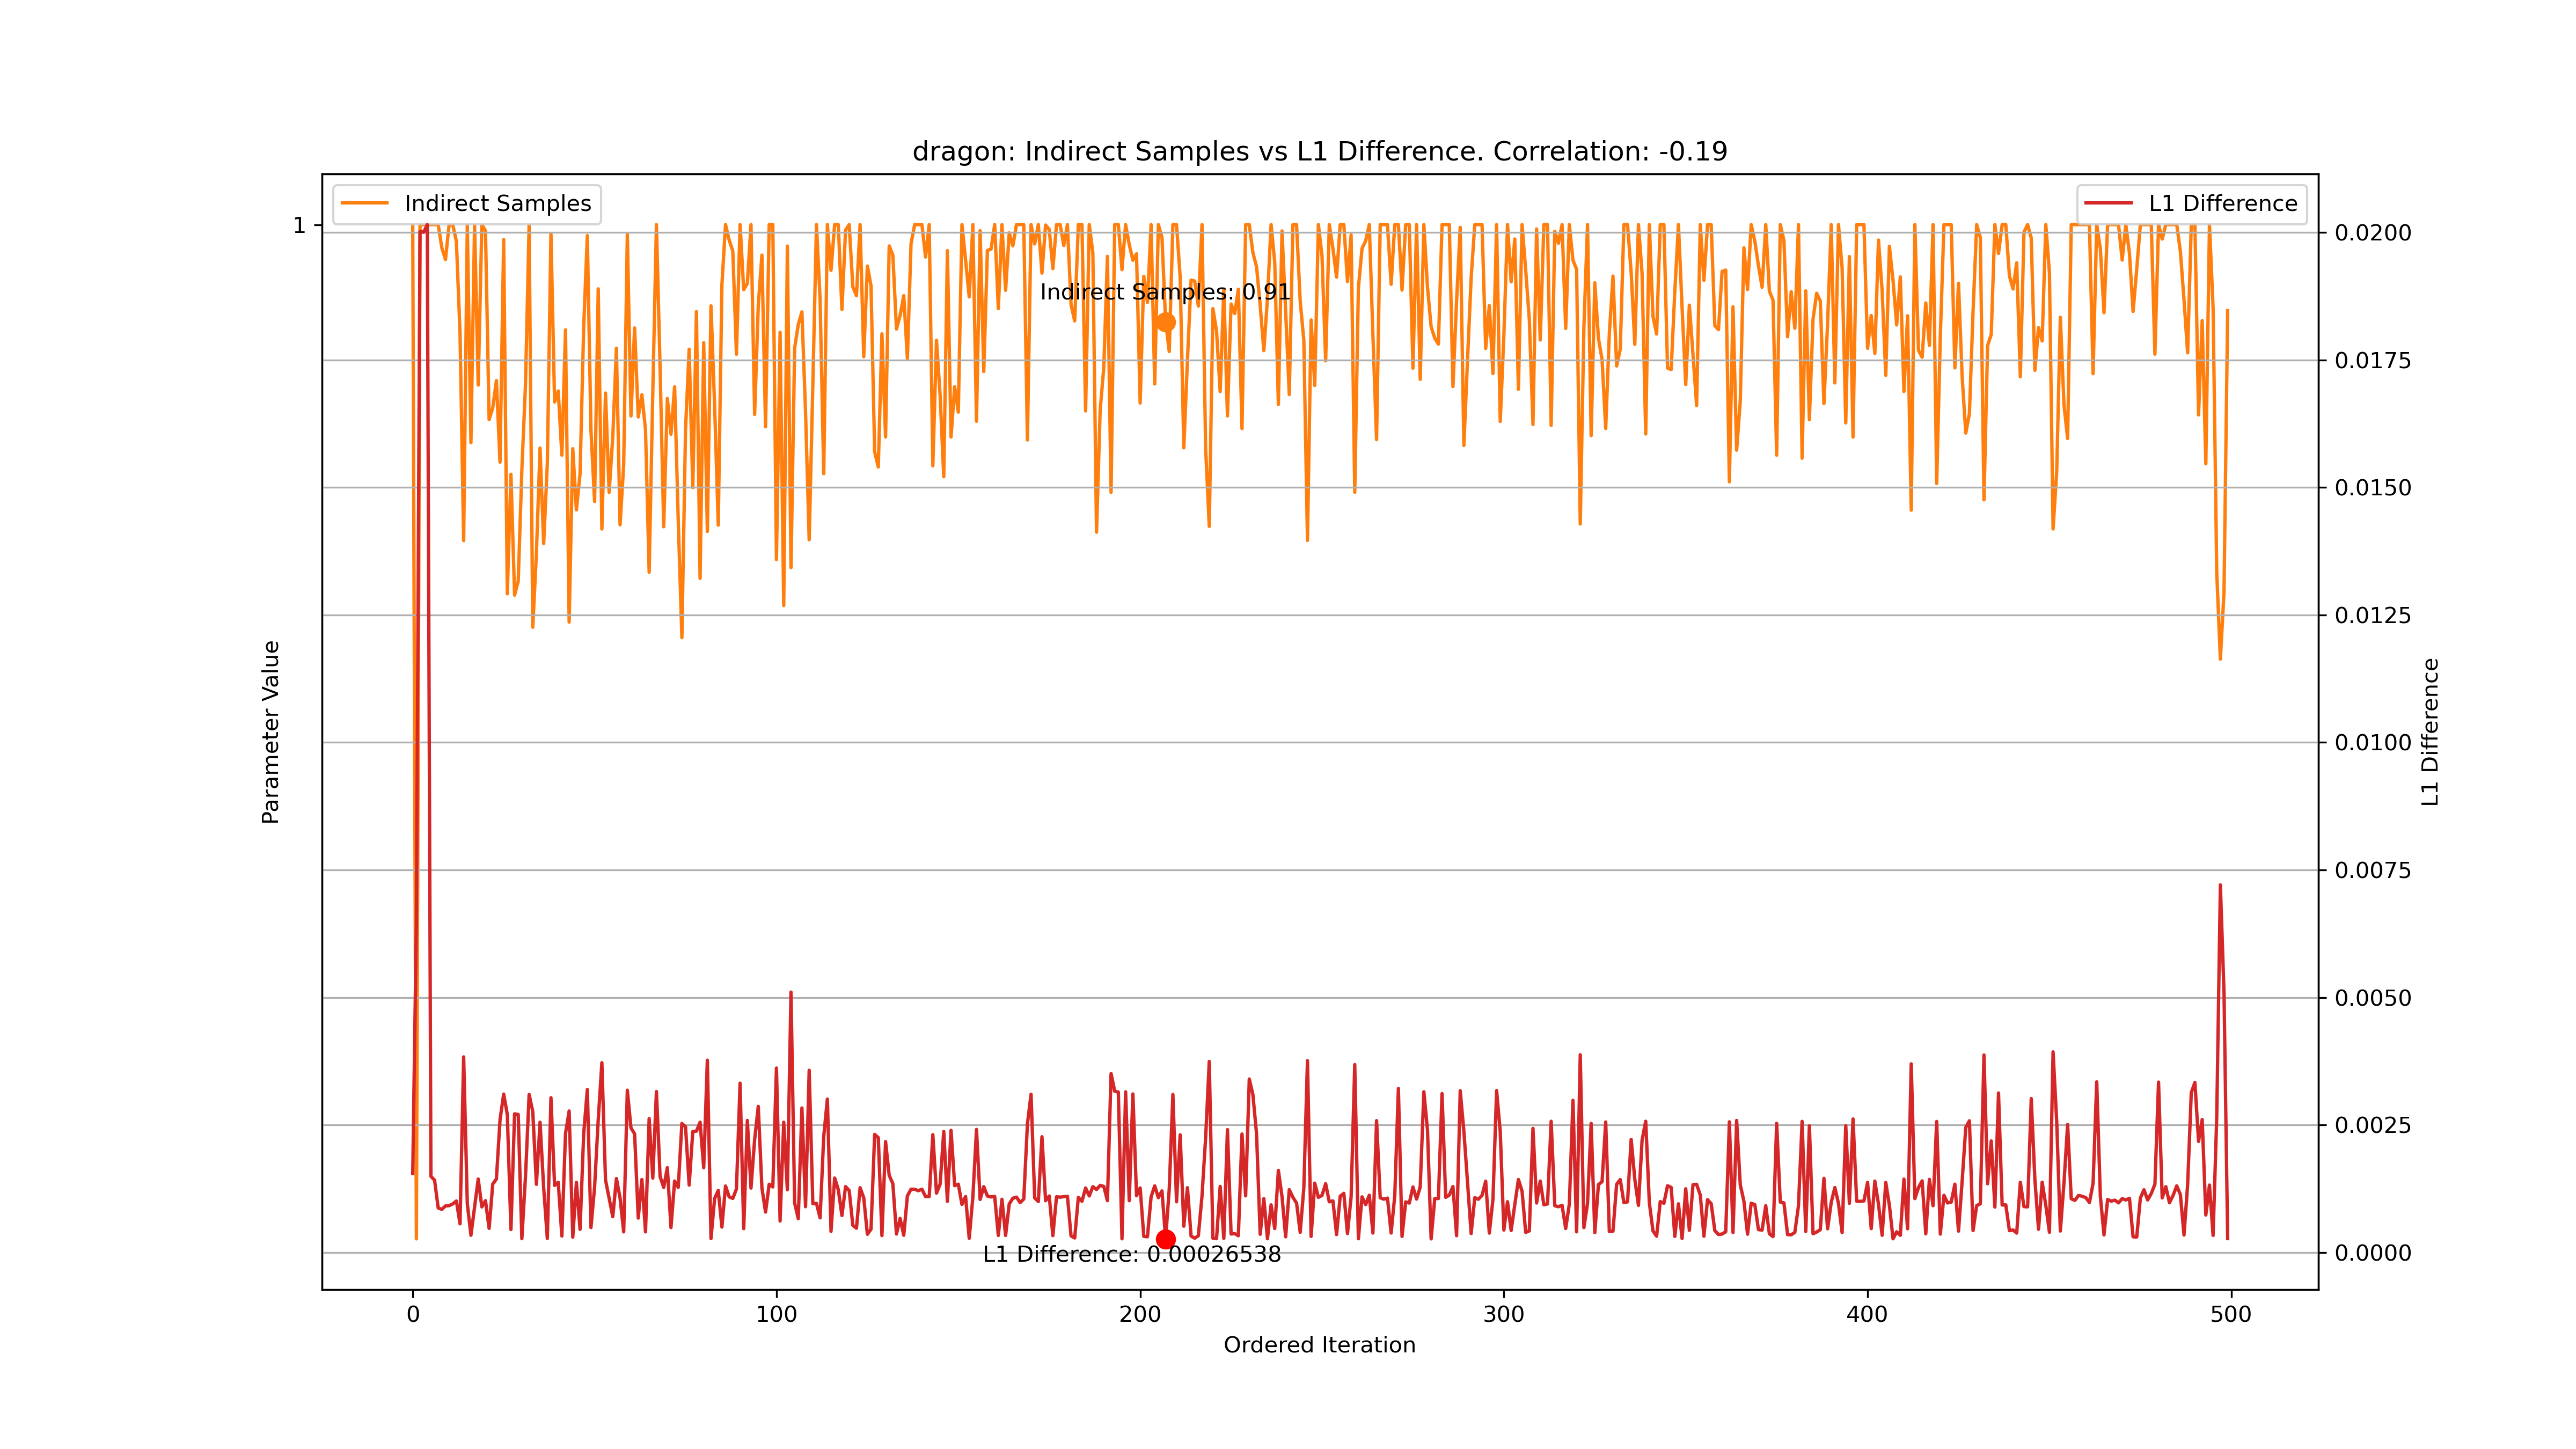 dragon: Indirect Samples vs L1 Difference. Correlation: -0.19
Indirect Samples
L1 Difference
1
Parameter Value
Indirect Samples: 0.91
L1 Difference: 0.00026538
0.0200
0.0175
0.0150
0.0125
0.0100
0.0075
0.0050
0.0025
0.0000
L1 Difference
0
100
200
300
400
500
Ordered Iteration